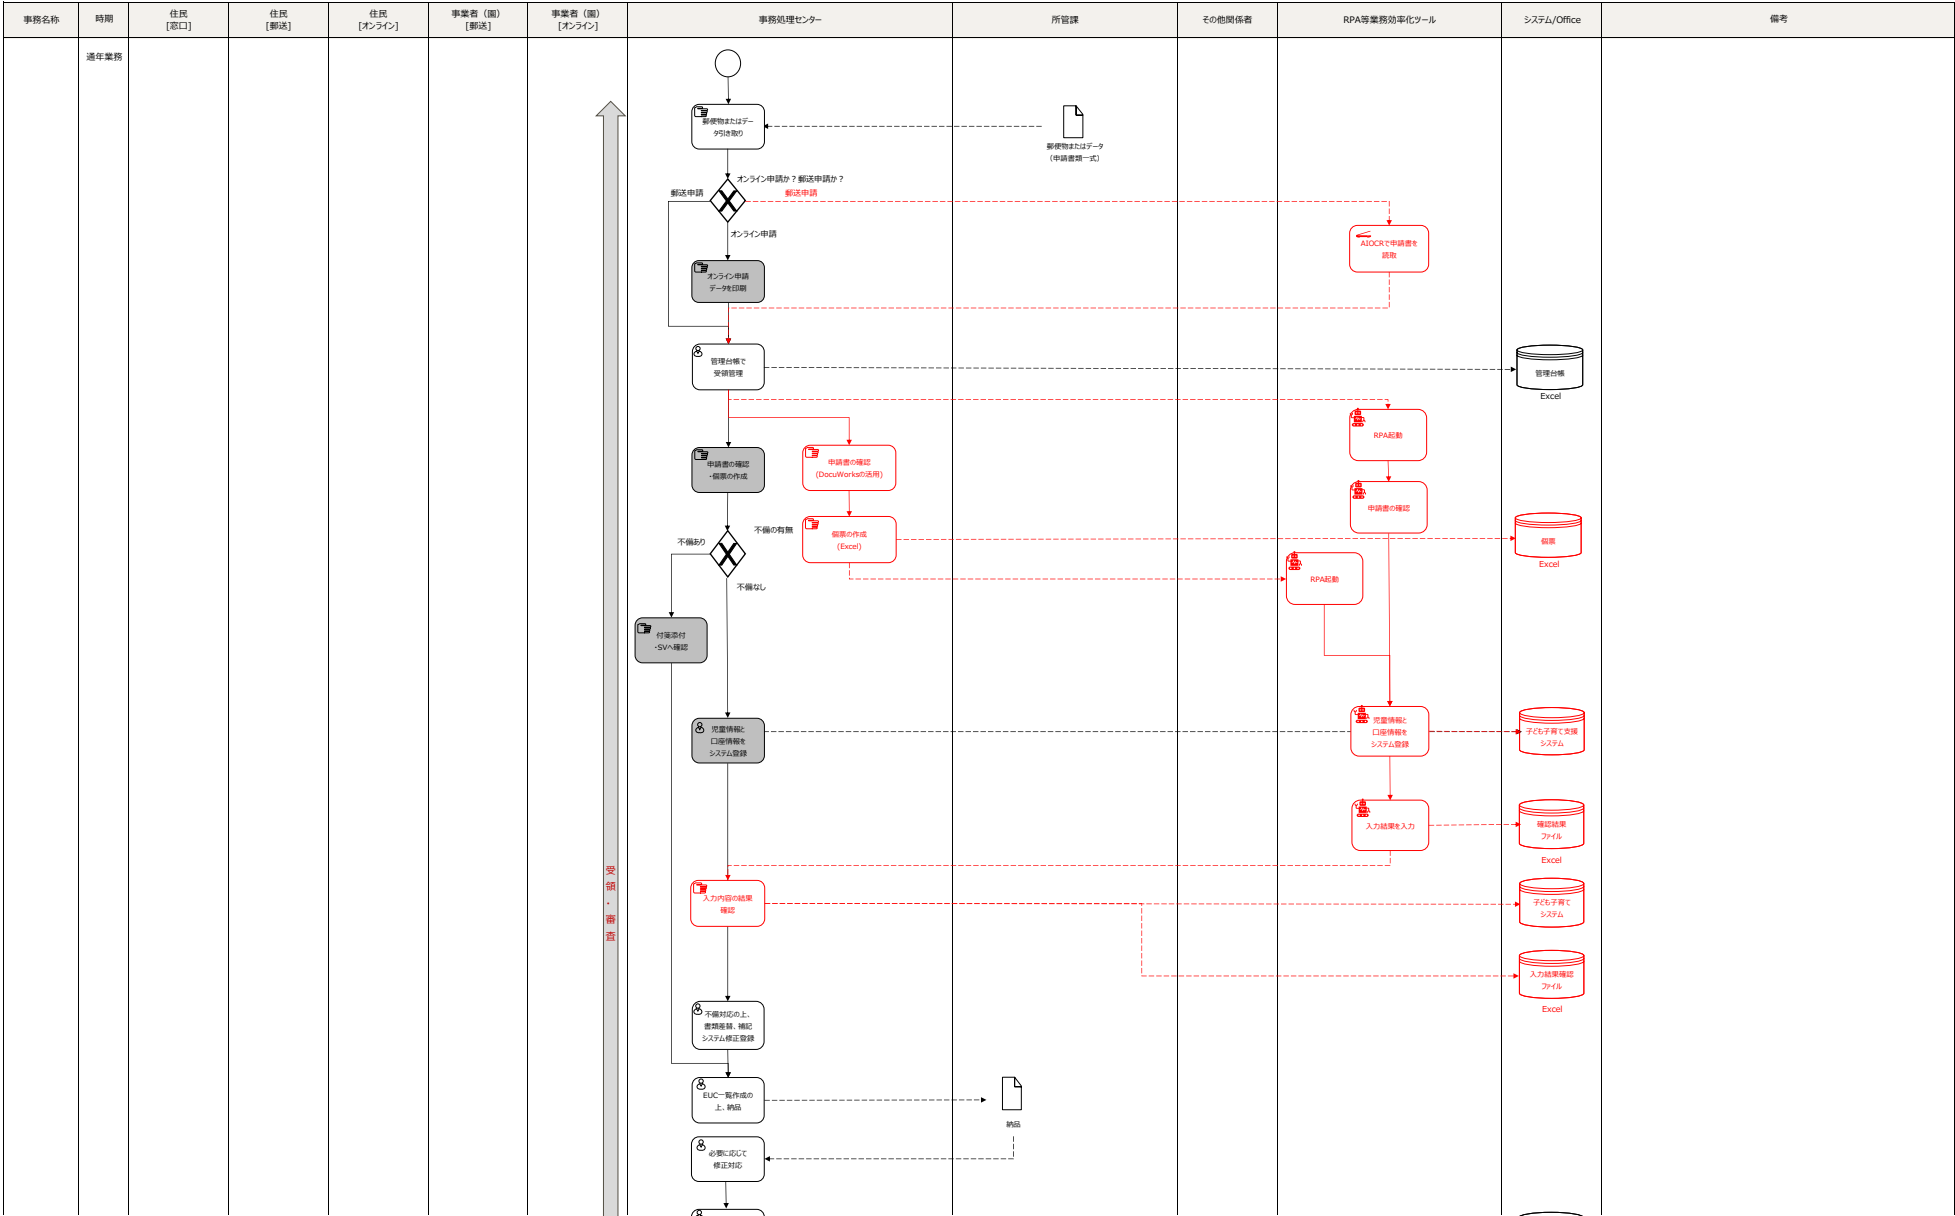 事務名称
時期
住民
[窓口]
住民
[郵送]
住民
[オンライン]
事業者（園）
[郵送]
事業者（園）
[オンライン]
事務処理センター
所管課
その他関係者
RPA等業務効率化ツール
システム/Office
備考
通年業務
郵便物またはデー
タ引き取り
郵便物またはデータ
（申請書類一式）
オンライン申請か？郵送申請か？
郵送申請
郵送申請
オンライン申請
AIOCRで申請書を
読取
オンライン申請
データを印刷
管理台帳で
受領管理
管理台帳
Excel
RPA起動
申請書の確認
・個票の作成
申請書の確認
(DocuWorksの活用)
申請書の確認
不備の有無
不備あり
個票の作成
(Excel)
個票
Excel
不備なし
RPA起動
付箋添付
・SVへ確認
児童情報と
口座情報を
システム登録
児童情報と
口座情報を
システム登録
子ども子育て支援
システム
入力結果を入力
確認結果
ファイル
Excel
受
領
・
審
査
入力内容の結果
確認
子ども子育て
システム
入力結果確認
ファイル
Excel
不備対応の上、
書類差替、補記
システム修正登録
EUC一覧作成の
上、納品
納品
必要に応じて
修正対応